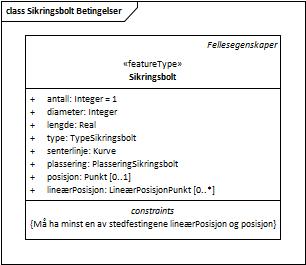 class Sikringsbolt Betingelser
Fellesegenskaper
«featureType»
Sikringsbolt
+ antall: Integer = 1
+ diameter: Integer
+ lengde: Real
+ type: TypeSikringsbolt
+ senterlinje: Kurve
+ plassering: PlasseringSikringsbolt
+ posisjon: Punkt [0..1]
+ lineærPosisjon: LineærPosisjonPunkt [0..*]
constraints
{Må ha minst en av stedfestingene lineærPosisjon og posisjon}